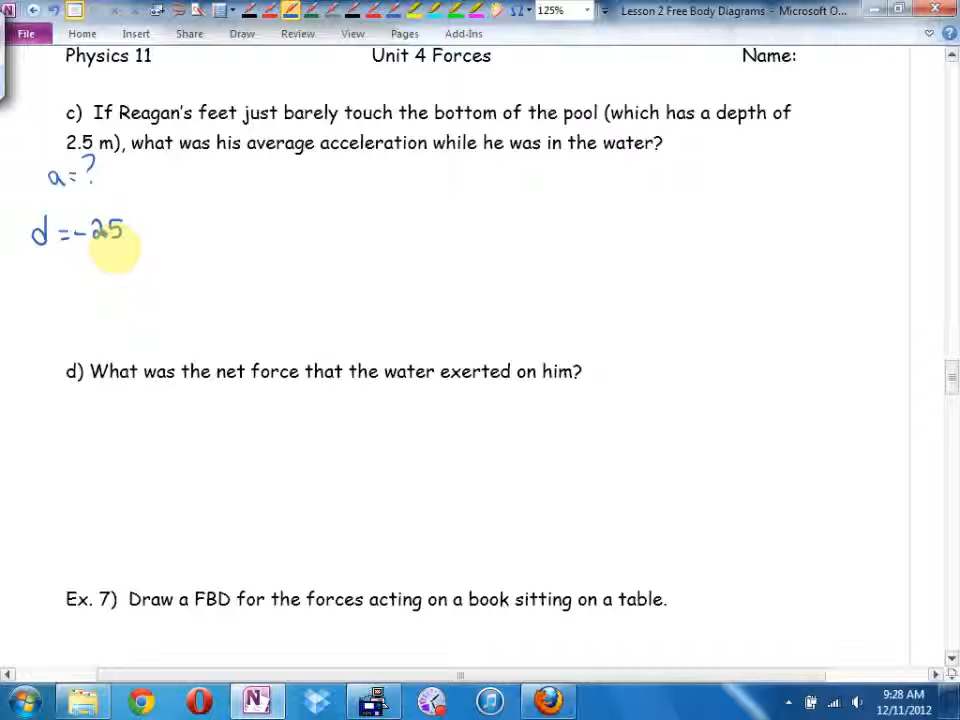 125%
Lesson 2 Free Body Diagrams - Microsoft O...
File Home Insert Share Draw Review View Pages Add-Ins
Physics 11 Unit 4 Forces Name:
c) If Reagan's feet just barely touch the bottom of the pool (which has a depth of
2.5 m), what was his average acceleration while he was in the water?
a = ?
d = -25
d) What was the net force that the water exerted on him?
Ex. 7) Draw a FBD for the forces acting on a book sitting on a table.
9:28 AM
12/11/2012